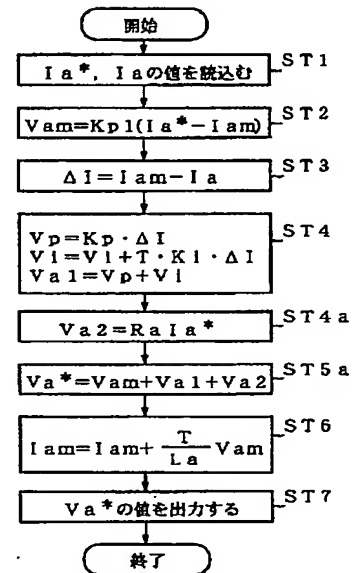 開始
Ia*, Iaの値を読込む
ST1
Vam=Kp1(Ia*-Iam)
ST2
ΔI=Iam-Ia
ST3
Vp=Kp・ΔI
Vi=Vi+T・Ki・ΔI
Va1=Vp+Vi
ST4
Va2=RaIa*
ST4a
Va*=Vam+Va1+Va2
ST5a
Iam=Iam+T/La Vam
ST6
Va*の値を出力する
ST7
終了